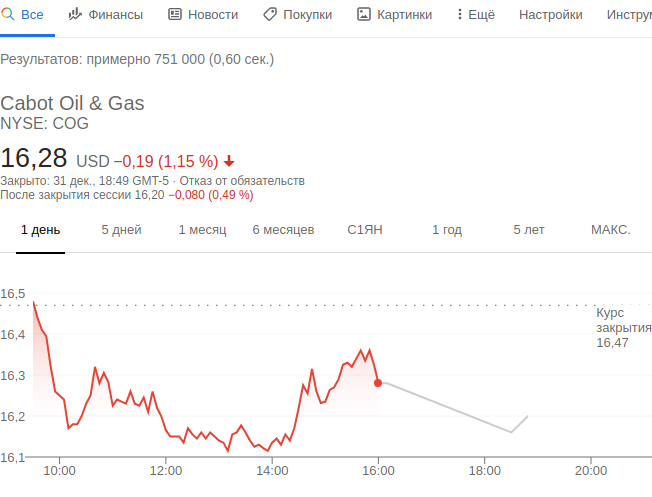 Все Финансы Новости Покупки Картинки Ещё Настройки
Результатов: примерно 751 000 (0,60 сек.)
Cabot Oil & Gas
NYSE: COG
16,28 USD −0,19 (1,15 %)
Закрыто: 31 дек., 18:49 GMT-5 · Отказ от обязательств
После закрытия сессии 16,20 −0,080 (0,49 %)
1 день 5 дней 1 месяц 6 месяцев С1ЯН 1 год 5 лет МАКС.
16,5
Курс
закрытия
16,47
16,4
16,3
16,2
16,1
10:00 12:00 14:00 16:00 18:00 20:00